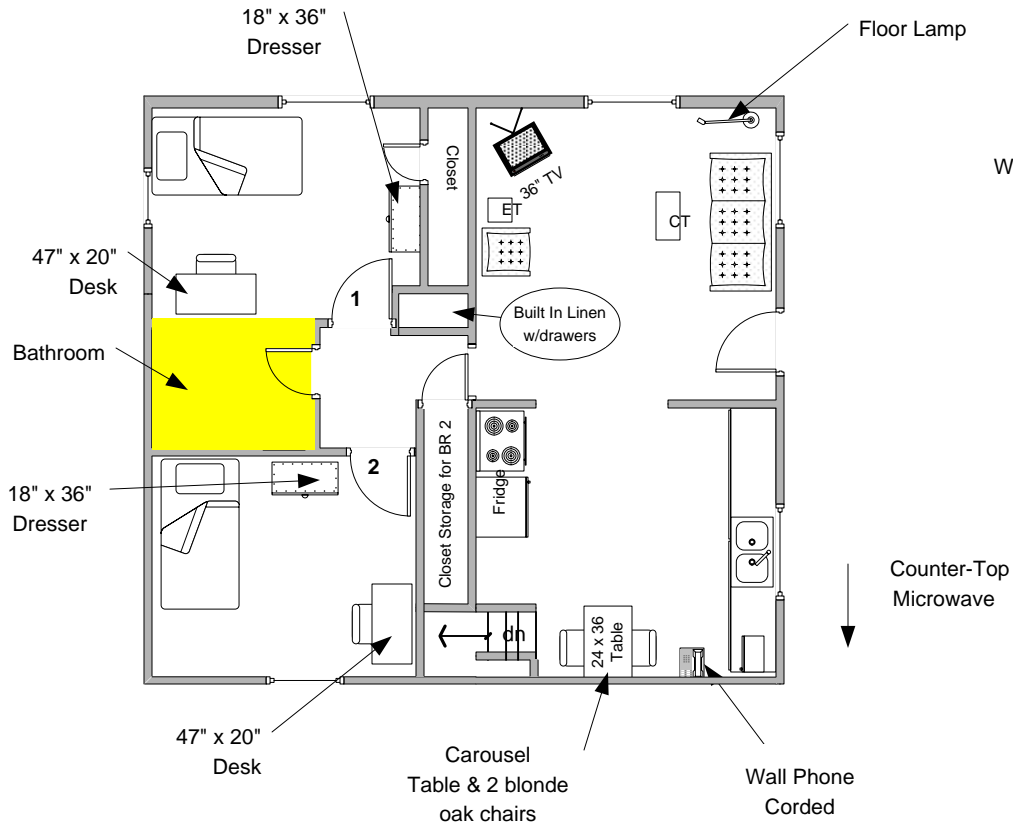 18" x 36"
Dresser
Floor Lamp
W
Closet
36" TV
ET
CT
47" x 20"
Desk
1
Built In Linen
w/drawers
Bathroom
2
18" x 36"
Dresser
Closet Storage for BR 2
Fridge
Counter-Top
Microwave
dn
24 x 36
Table
47" x 20"
Desk
Carousel
Table & 2 blonde
oak chairs
Wall Phone
Corded